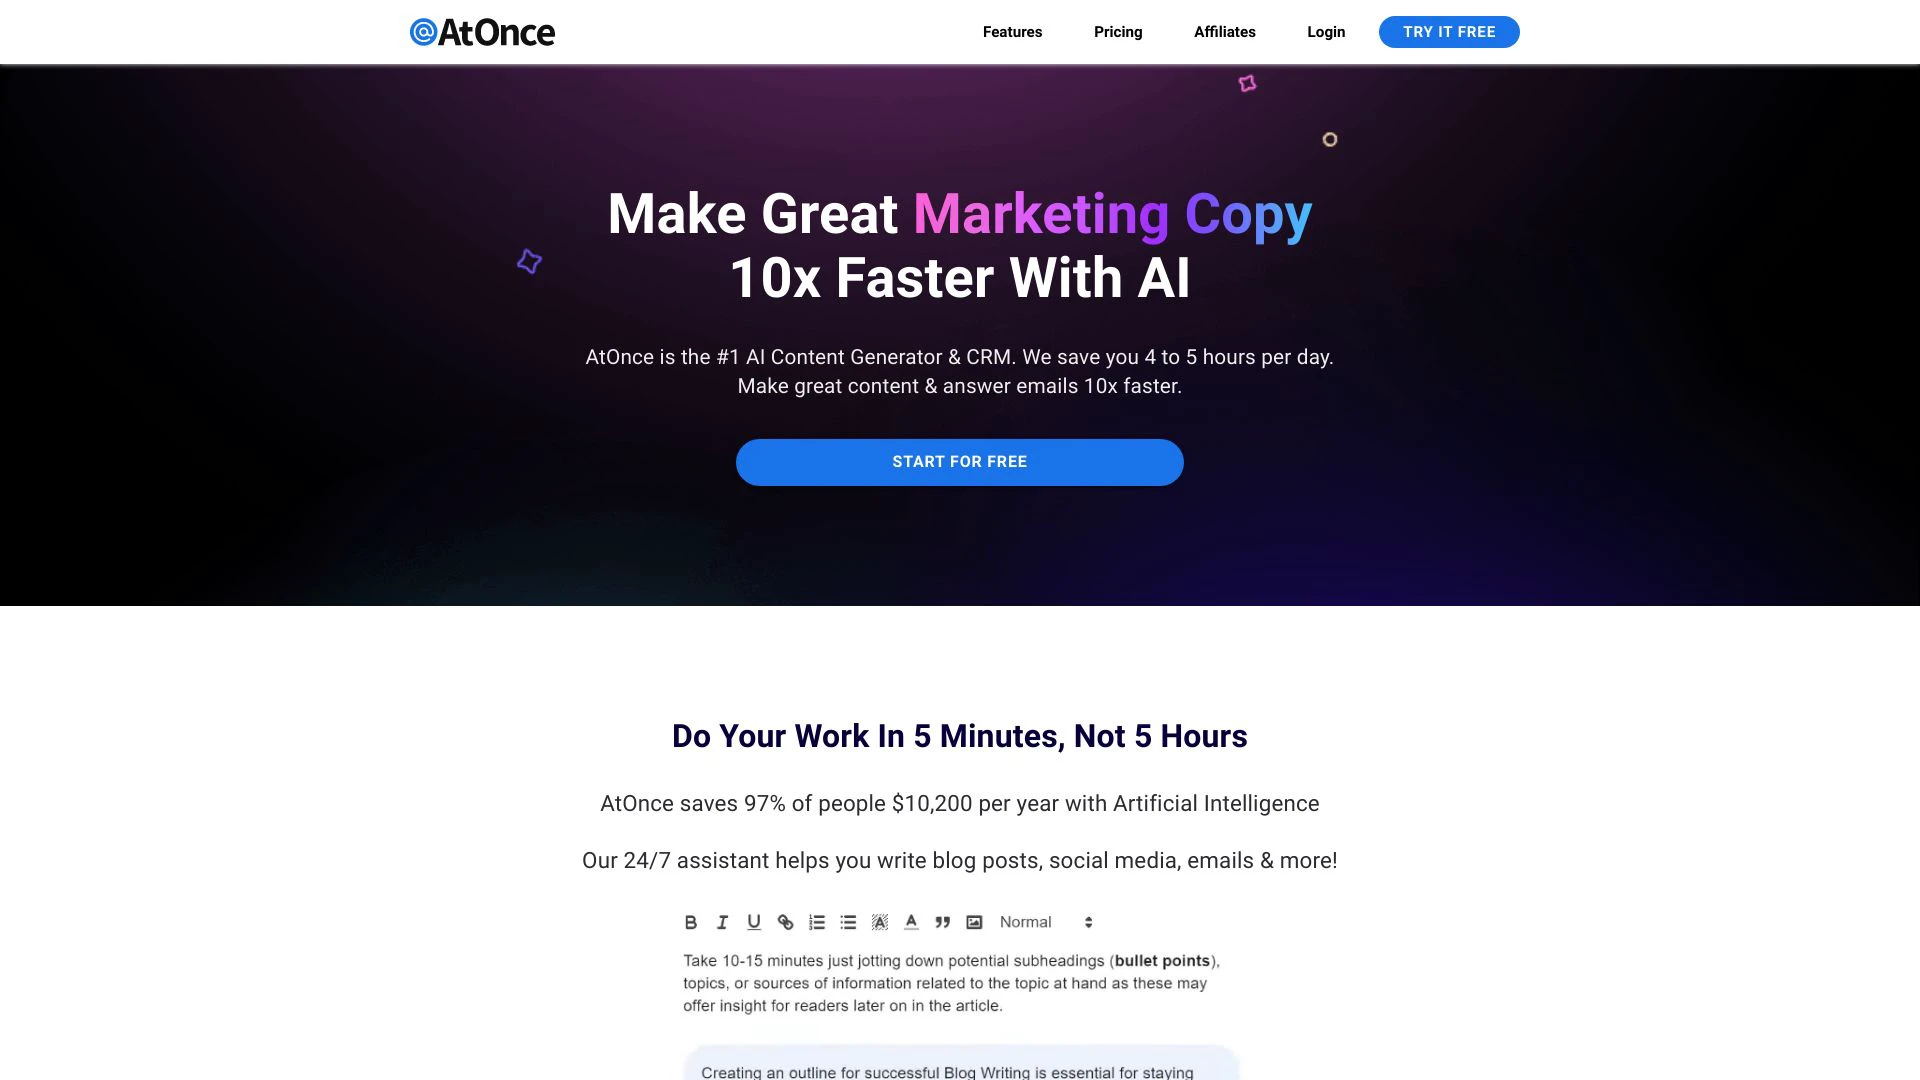 @AtOnce
Features Pricing Affiliates Login TRY IT FREE
Make Great Marketing Copy
10x Faster With AI
AtOnce is the #1 AI Content Generator & CRM. We save you 4 to 5 hours per day.
Make great content & answer emails 10x faster.
START FOR FREE
Do Your Work In 5 Minutes, Not 5 Hours
AtOnce saves 97% of people $10,200 per year with Artificial Intelligence
Our 24/7 assistant helps you write blog posts, social media, emails & more!
B I U A A Normal
Take 10-15 minutes just jotting down potential subheadings (bullet points),
topics, or sources of information related to the topic at hand as these may
offer insight for readers later on in the article.
Creating an outline for successful Blog Writing is essential for staying